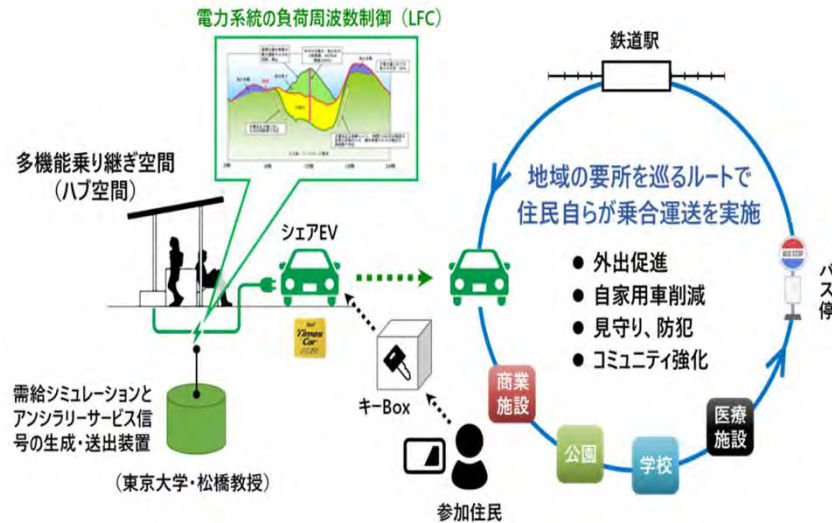 電力系統の負荷周波数制御（LFC）
多機能乗り継ぎ空間
（ハブ空間）
シェアEV
Times
Car
需給シミュレーションと
アンシラリーサービス信
号の生成・送出装置
（東京大学・松橋教授）
キーBox
参加住民
鉄道駅
地域の要所を巡るルートで
住民自らが乗合運送を実施
● 外出促進
● 自家用車削減
● 見守り、防犯
● コミュニティ強化
BUS STOP
バス停
商業
施設
公園
学校
医療
施設